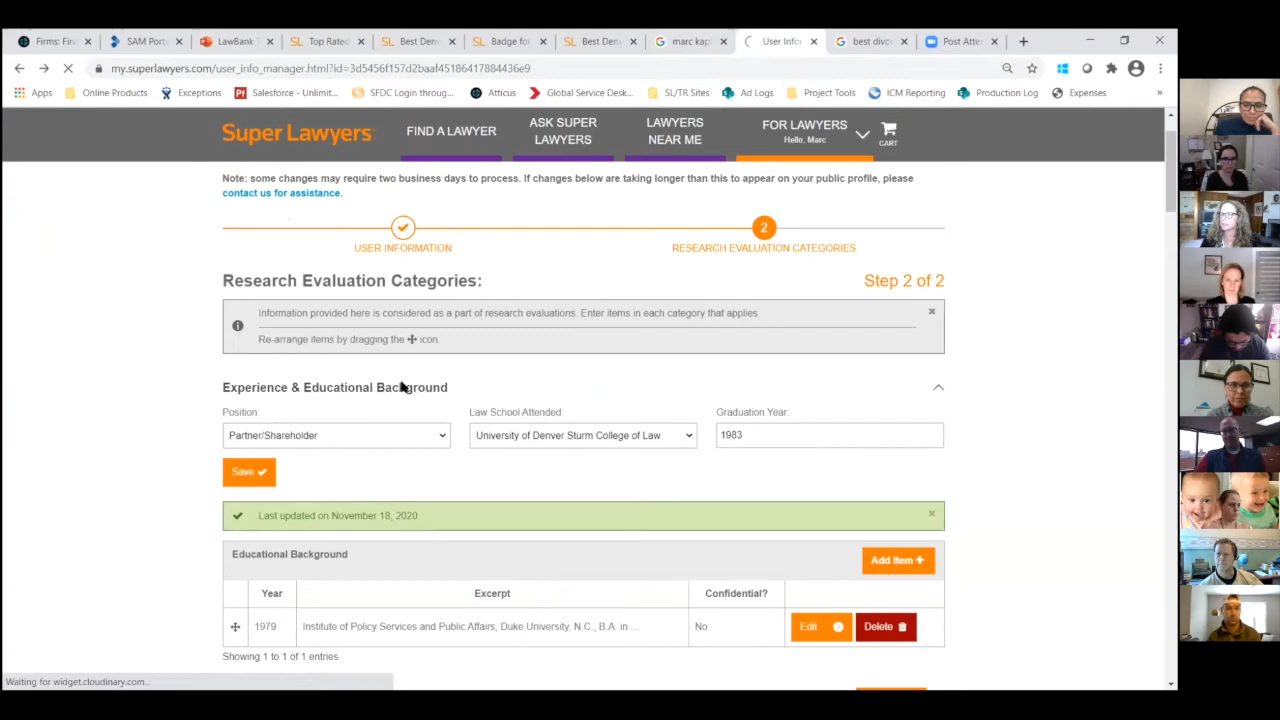 Firms: Fin
SAM Port
LawBank
Top Rated
Best Den
Badge for
Best Den
marc kap
User Info
best divor
Post Atter
my.superlawyers.com/user_info_manager.html?id=3d5456f157d2baaf45186417884436e9
Apps
Online Products
Exceptions
Salesforce - Unlimit...
SFDC Login throug...
Atticus
Global Service Desk...
SL/TR Sites
Ad Logs
Project Tools
ICM Reporting
Production Log
Expenses
»
Super Lawyers
FIND A LAWYER
ASK SUPER
LAWYERS
LAWYERS
NEAR ME
FOR LAWYERS
Hello, Marc
CART
Note: some changes may require two business days to process. If changes below are taking longer than this to appear on your public profile, please
contact us for assistance.
2
USER INFORMATION
RESEARCH EVALUATION CATEGORIES
Research Evaluation Categories:
Step 2 of 2
Information provided here is considered as a part of research evaluations. Enter items in each category that applies.
Re-arrange items by dragging the icon.
Experience & Educational Background
Position:
Law School Attended:
Graduation Year:
Partner/Shareholder
University of Denver Sturm College of Law
1983
Save
Last updated on November 18, 2020.
Educational Background
Add Item +
Year
Excerpt
Confidential?
1979
Institute of Policy Services and Public Affairs, Duke University, N.C., B.A. in ...
No
Edit
Delete
Showing 1 to 1 of 1 entries
Waiting for widget.cloudinary.com...